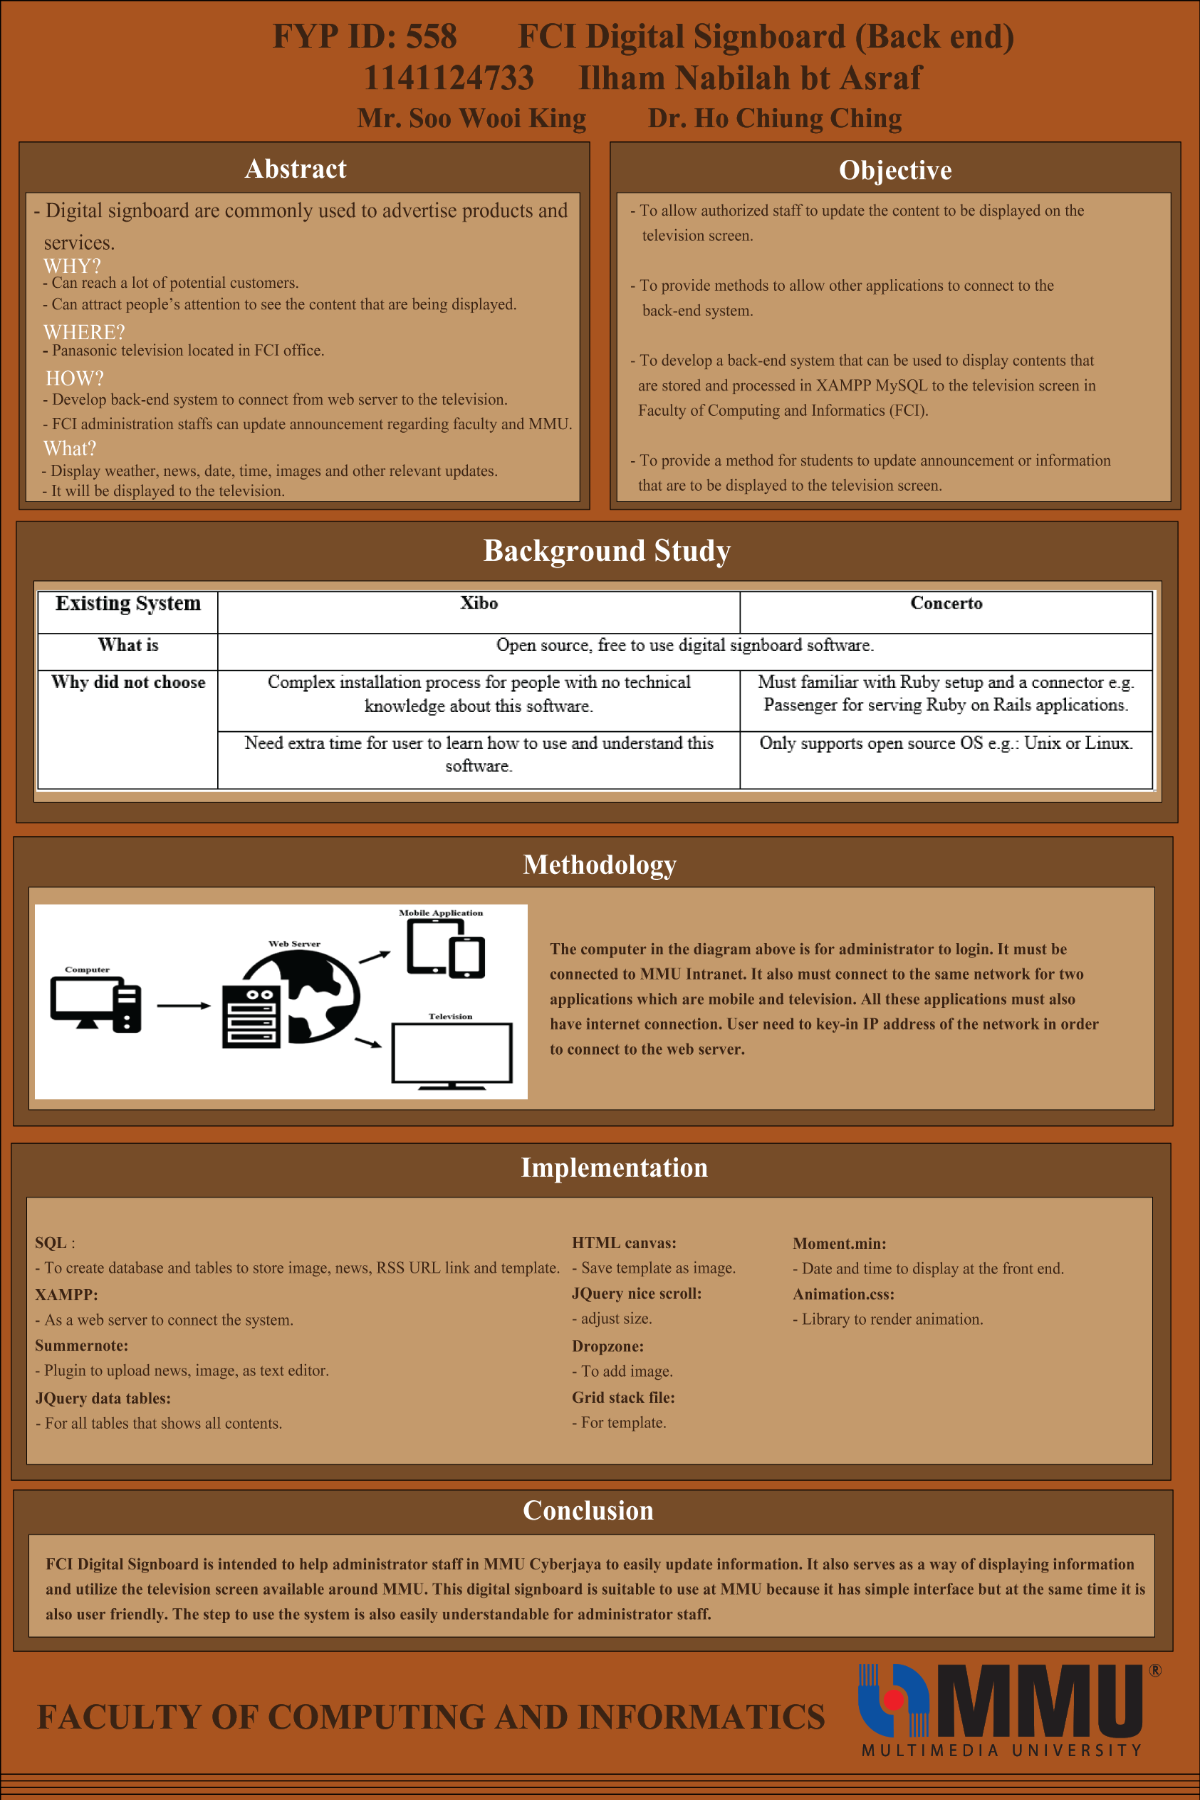 FYP ID: 558 FCI Digital Signboard (Back end)
1141124733 Ilham Nabilah bt Asraf
Mr. Soo Wooi King Dr. Ho Chiung Ching
Abstract
- Digital signboard are commonly used to advertise products and
services.
WHY?
- Can reach a lot of potential customers.
- Can attract people's attention to see the content that are being displayed.
WHERE?
- Panasonic television located in FCI office.
HOW?
- Develop back-end system to connect from web server to the television.
- FCI administration staffs can update announcement regarding faculty and MMU.
What?
- Display weather, news, date, time, images and other relevant updates.
- It will be displayed to the television.
Objective
- To allow authorized staff to update the content to be displayed on the
television screen.
- To provide methods to allow other applications to connect to the
back-end system.
- To develop a back-end system that can be used to display contents that
are stored and processed in XAMPP MySQL to the television screen in
Faculty of Computing and Informatics (FCI).
- To provide a method for students to update announcement or information
that are to be displayed to the television screen.
Background Study
Existing System Xibo Concerto
What is Open source, free to use digital signboard software.
Why did not choose
Complex installation process for people with no technical
knowledge about this software.
Must familiar with Ruby setup and a connector e.g.
Passenger for serving Ruby on Rails applications.
Need extra time for user to learn how to use and understand this
software.
Only supports open source OS e.g.: Unix or Linux.
Methodology
Computer
Web Server
Mobile Application
Television
The computer in the diagram above is for administrator to login. It must be
connected to MMU Intranet. It also must connect to the same network for two
applications which are mobile and television. All these applications must also
have internet connection. User need to key-in IP address of the network in order
to connect to the web server.
Implementation
SQL :
- To create database and tables to store image, news, RSS URL link and template.
XAMPP:
- As a web server to connect the system.
Summernote:
- Plugin to upload news, image, as text editor.
JQuery data tables:
- For all tables that shows all contents.
HTML canvas:
- Save template as image.
JQuery nice scroll:
- adjust size.
Dropzone:
- To add image.
Grid stack file:
- For template.
Moment.min:
- Date and time to display at the front end.
Animation.css:
- Library to render animation.
Conclusion
FCI Digital Signboard is intended to help administrator staff in MMU Cyberjaya to easily update information. It also serves as a way of displaying information
and utilize the television screen available around MMU. This digital signboard is suitable to use at MMU because it has simple interface but at the same time it is
also user friendly. The step to use the system is also easily understandable for administrator staff.
FACULTY OF COMPUTING AND INFORMATICS
MMU®
MULTIMEDIA UNIVERSITY